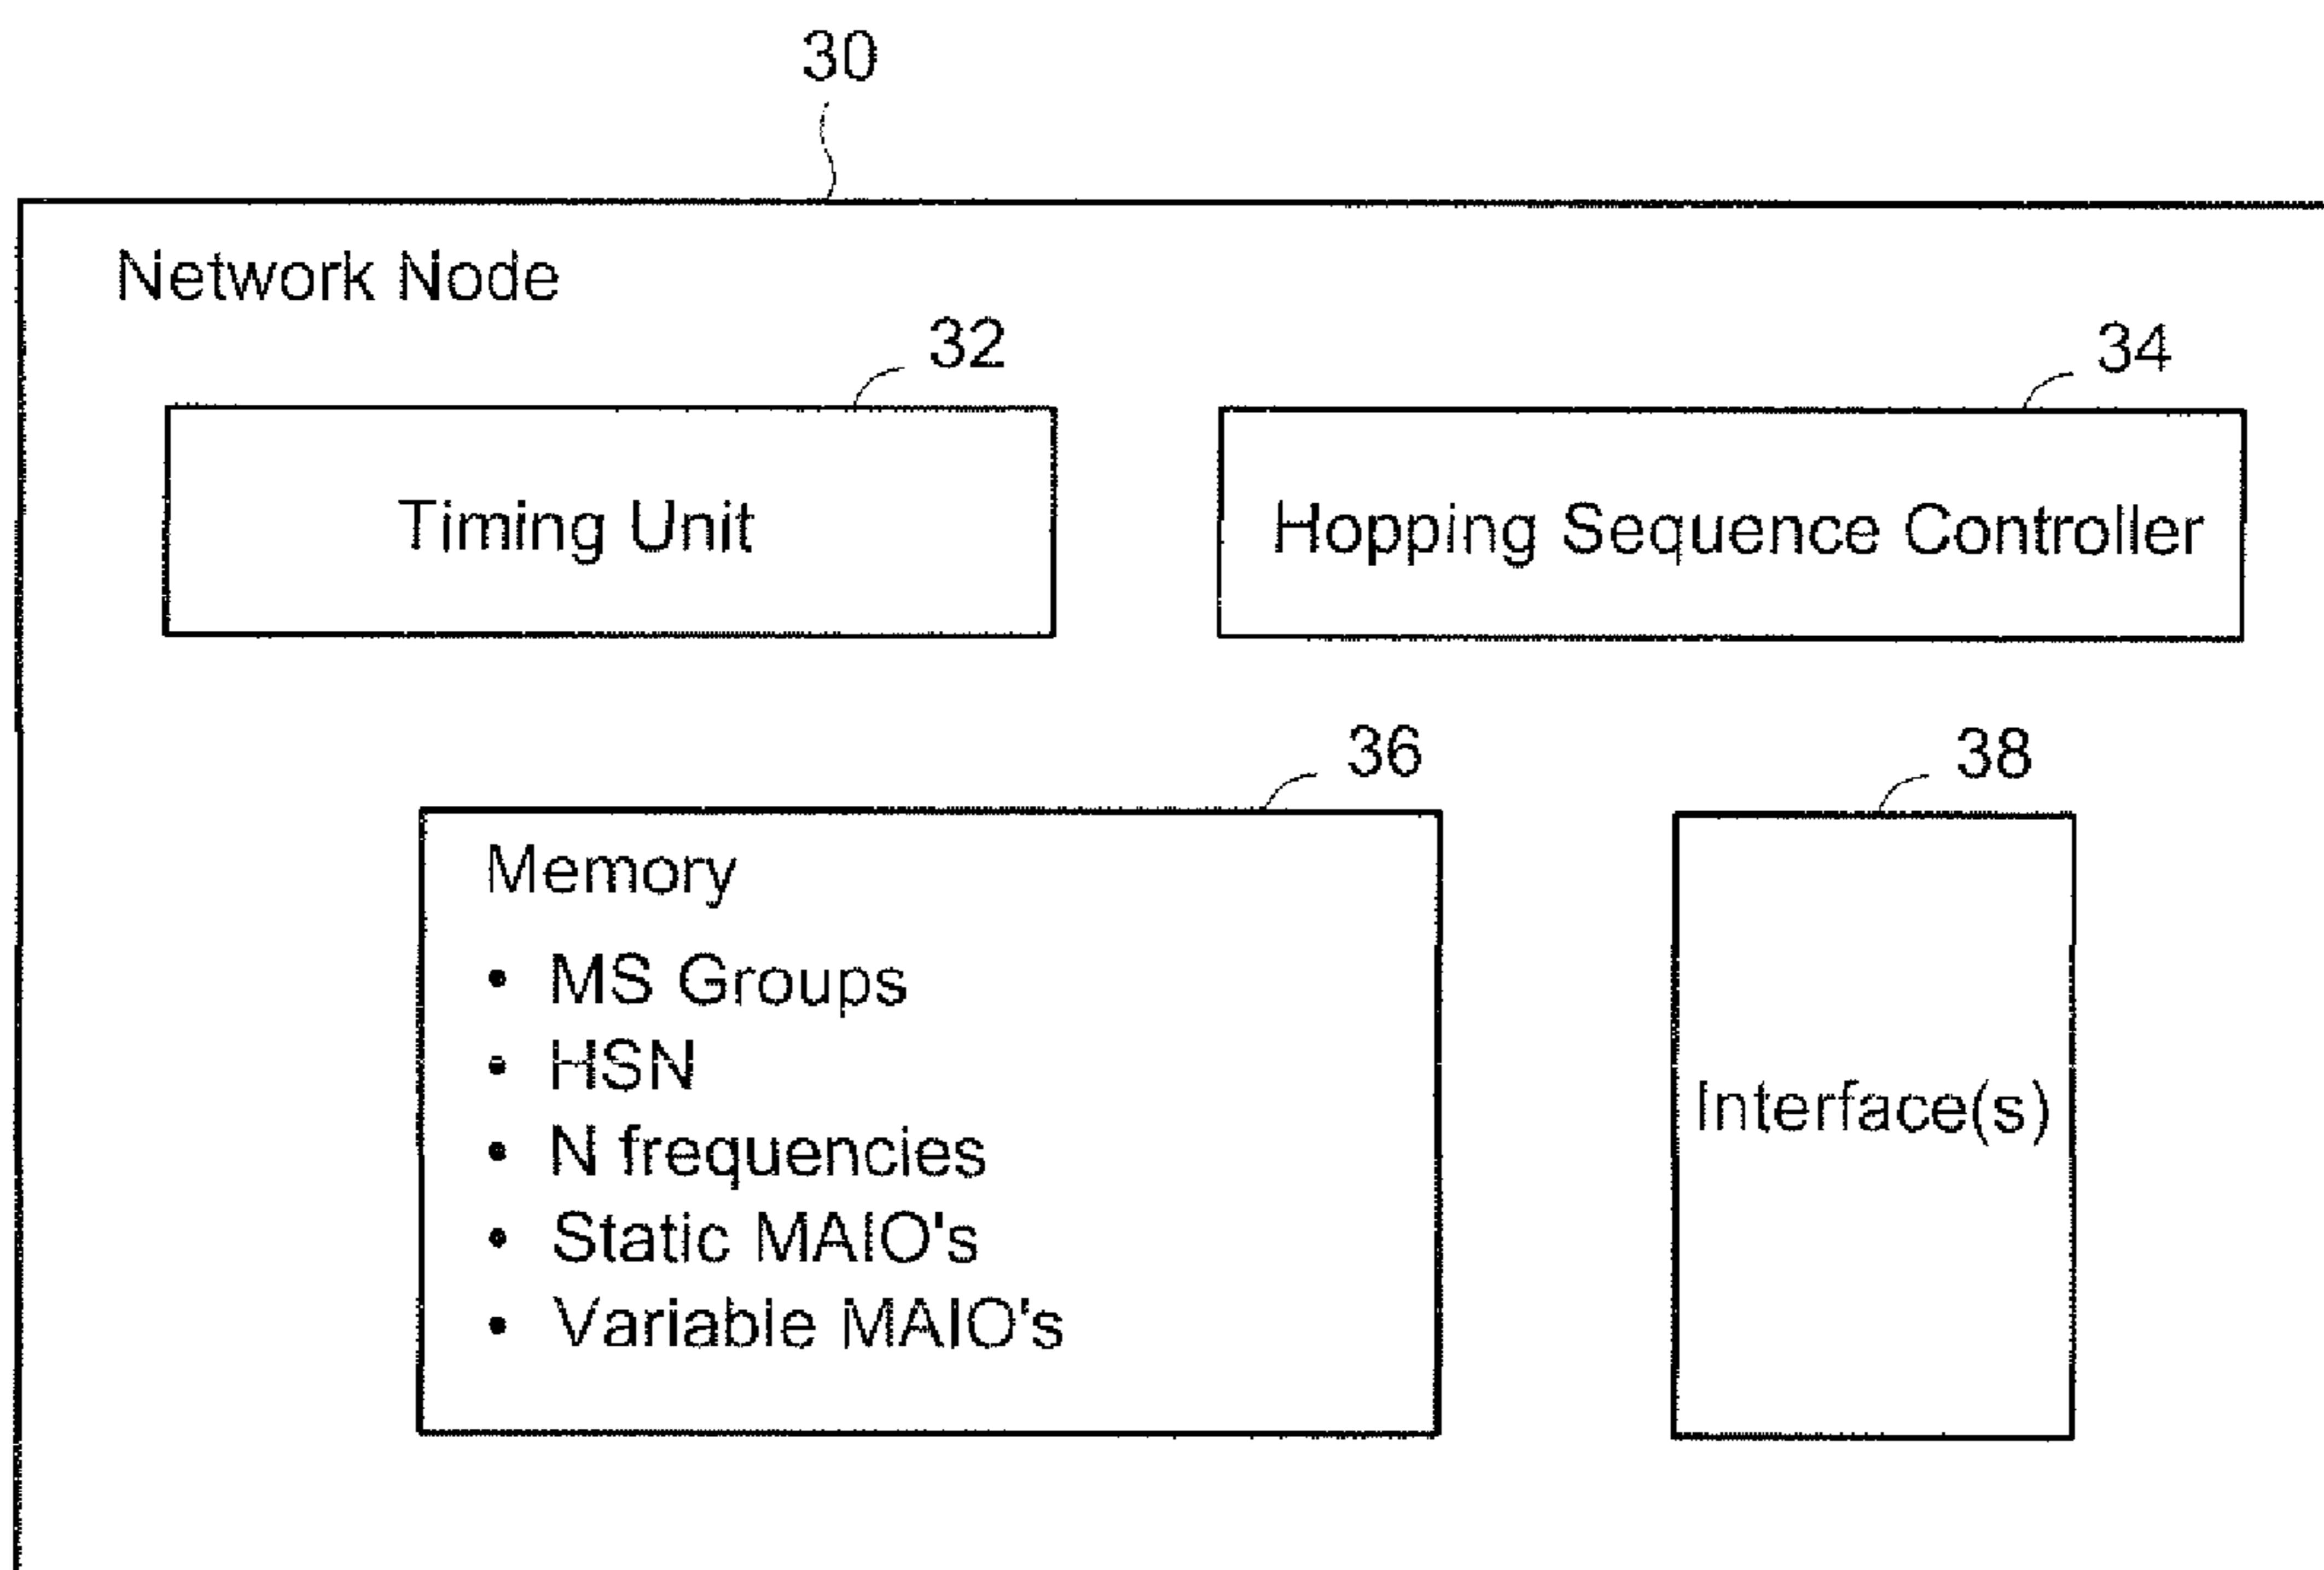 30
Network Node
32
34
Timing Unit
Hopping Sequence Controller
36
38
Memory
• MS Groups
• HSN
• N frequencies
• Static MAIO's
• Variable MAIO's
Interface(s)